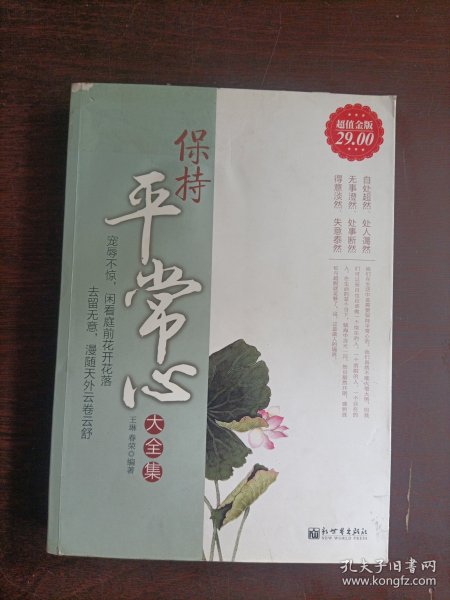 超值金版
29.00
保持
平常心
大全集
宠辱不惊，闲看庭前花开花落
去留无意，漫随天外云卷云舒
王琳 春荣◎编著
自处超然 处人蔼然
无事澄然 处事断然
得意淡然 失意泰然
新世界出版社
NEW WORLD PRESS
孔夫子旧书网
www.kongfz.com